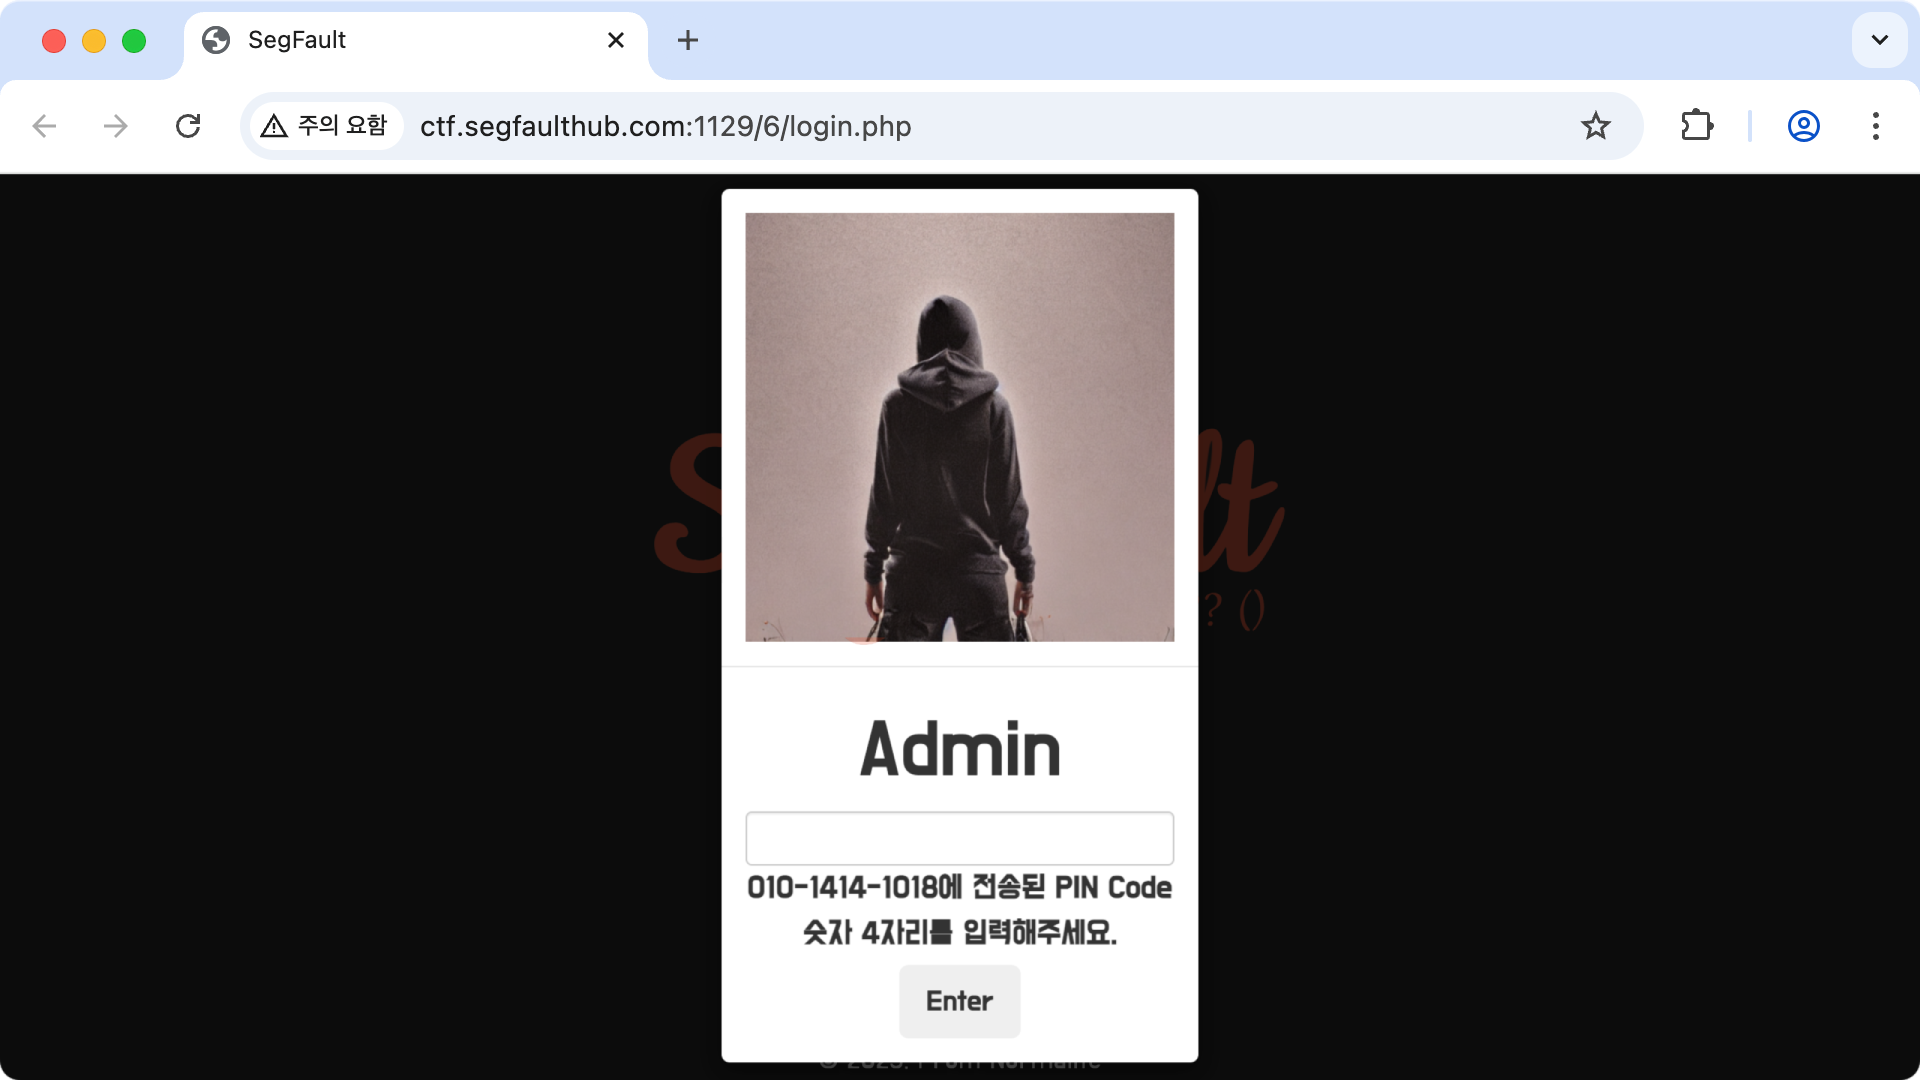 SegFault
주의 요함
ctf.segfaulthub.com:1129/6/login.php
S lt
? ()
Admin
010-1414-1018에 전송된 PIN Code
숫자 4자리를 입력해주세요.
Enter